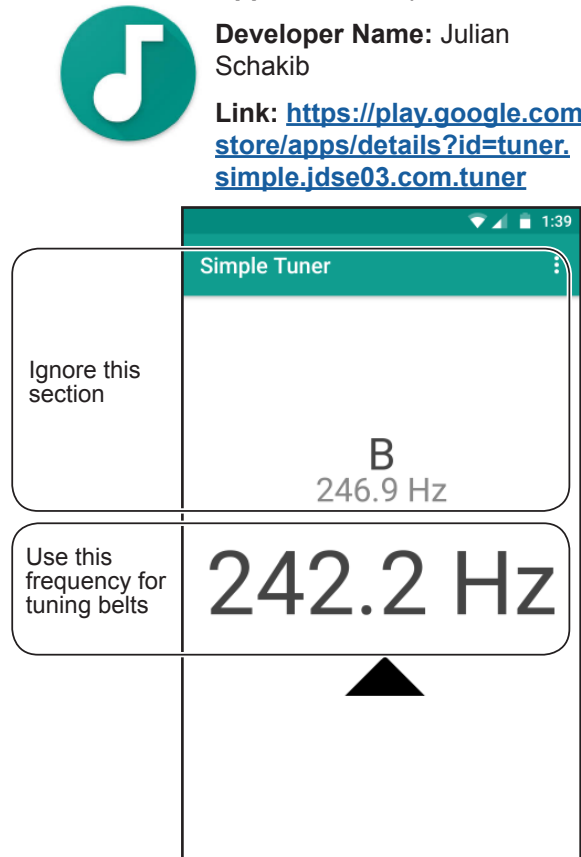 Developer Name: Julian
Schakib
Link: https://play.google.com
store/apps/details?id=tuner.
simple.jdse03.com.tuner
1:39
Simple Tuner
Ignore this
section
B
246.9 Hz
Use this
frequency for
tuning belts
242.2 Hz